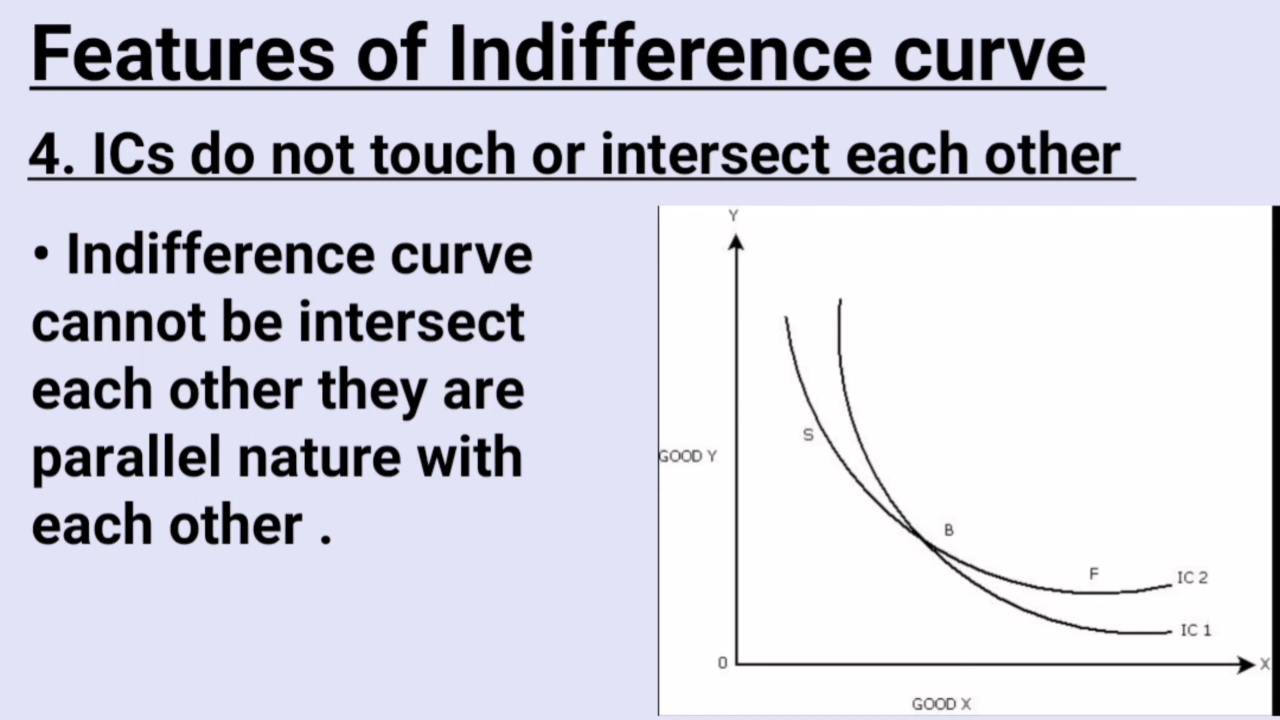 Features of Indifference curve
4. ICs do not touch or intersect each other
• Indifference curve
cannot be intersect
each other they are
parallel nature with
each other .
Y
S
GOOD Y
B
F
IC 2
IC 1
0
X
GOOD X